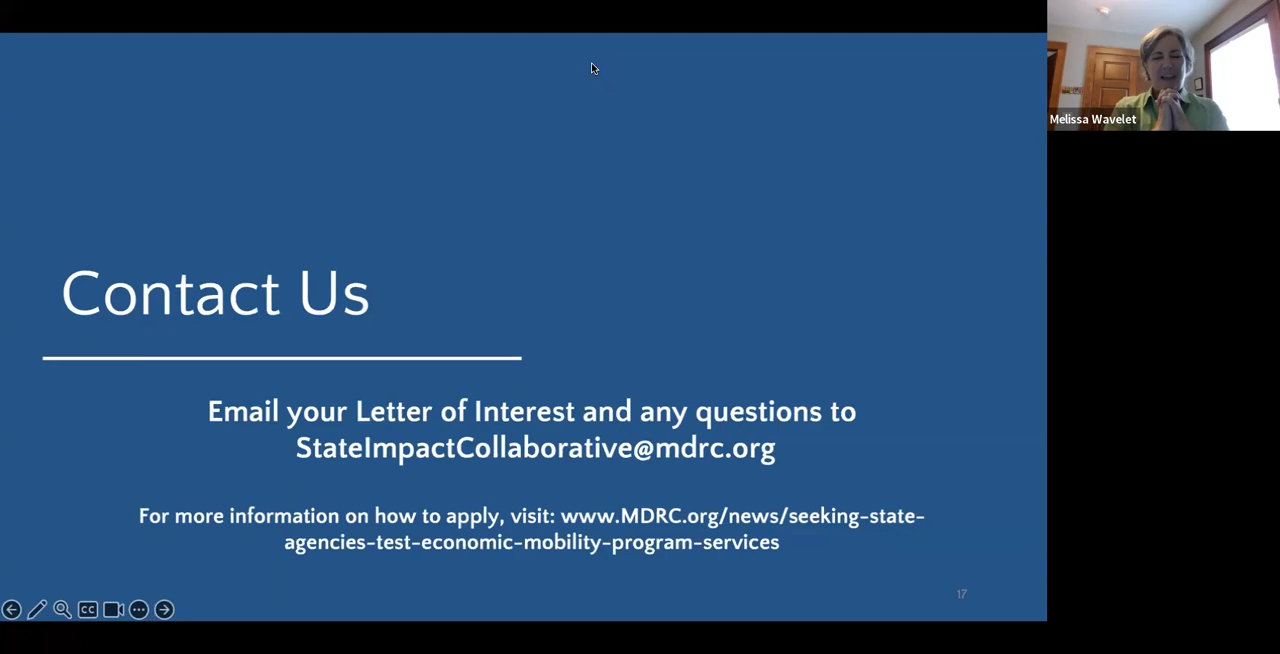 Melissa Wavelet
Contact Us
Email your Letter of Interest and any questions to
StateImpactCollaborative@mdrc.org
For more information on how to apply, visit: www.MDRC.org/news/seeking-state-
agencies-test-economic-mobility-program-services
17
CC